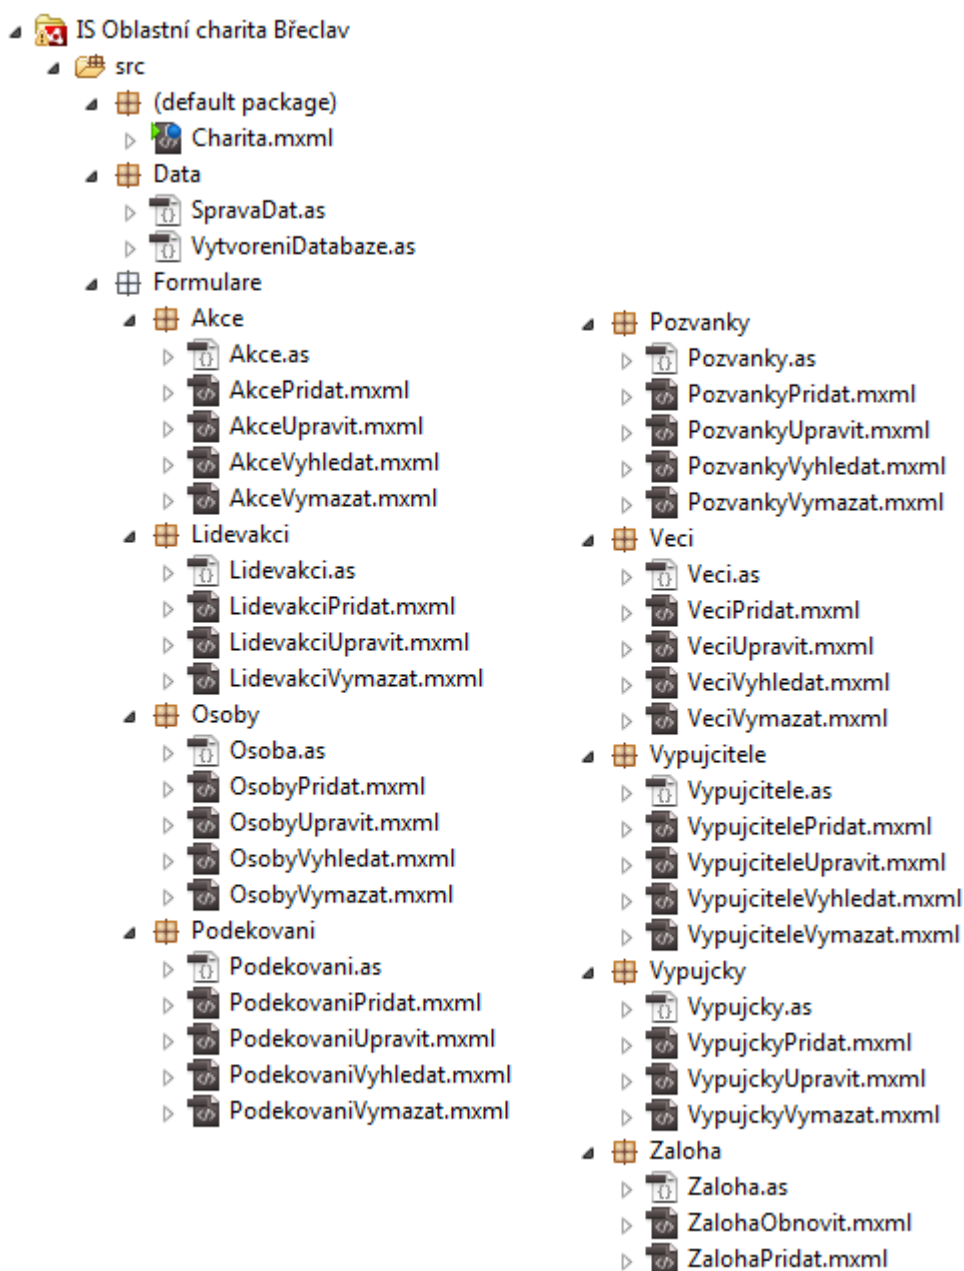 IS Oblastní charita Břeclav
src
(default package)
Charita.mxml
Data
SpravaDat.as
VytvoreniDatabaze.as
Formulare
Akce
Akce.as
AkcePridat.mxml
AkceUpravit.mxml
AkceVyhledat.mxml
AkceVymazat.mxml
Lidevakci
Lidevakci.as
LidevakciPridat.mxml
LidevakciUpravit.mxml
LidevakciVymazat.mxml
Osoby
Osoba.as
OsobyPridat.mxml
OsobyUpravit.mxml
OsobyVyhledat.mxml
OsobyVymazat.mxml
Podekovani
Podekovani.as
PodekovaniPridat.mxml
PodekovaniUpravit.mxml
PodekovaniVyhledat.mxml
PodekovaniVymazat.mxml
Pozvanky
Pozvanky.as
PozvankyPridat.mxml
PozvankyUpravit.mxml
PozvankyVyhledat.mxml
PozvankyVymazat.mxml
Veci
Veci.as
VeciPridat.mxml
VeciUpravit.mxml
VeciVyhledat.mxml
VeciVymazat.mxml
Vypujcitele
Vypujcitele.as
VypujcitelePridat.mxml
VypujciteleUpravit.mxml
VypujciteleVyhledat.mxml
VypujciteleVymazat.mxml
Vypujcky
Vypujcky.as
VypujckyPridat.mxml
VypujckyUpravit.mxml
VypujckyVymazat.mxml
Zaloha
Zaloha.as
ZalohaObnovit.mxml
ZalohaPridat.mxml